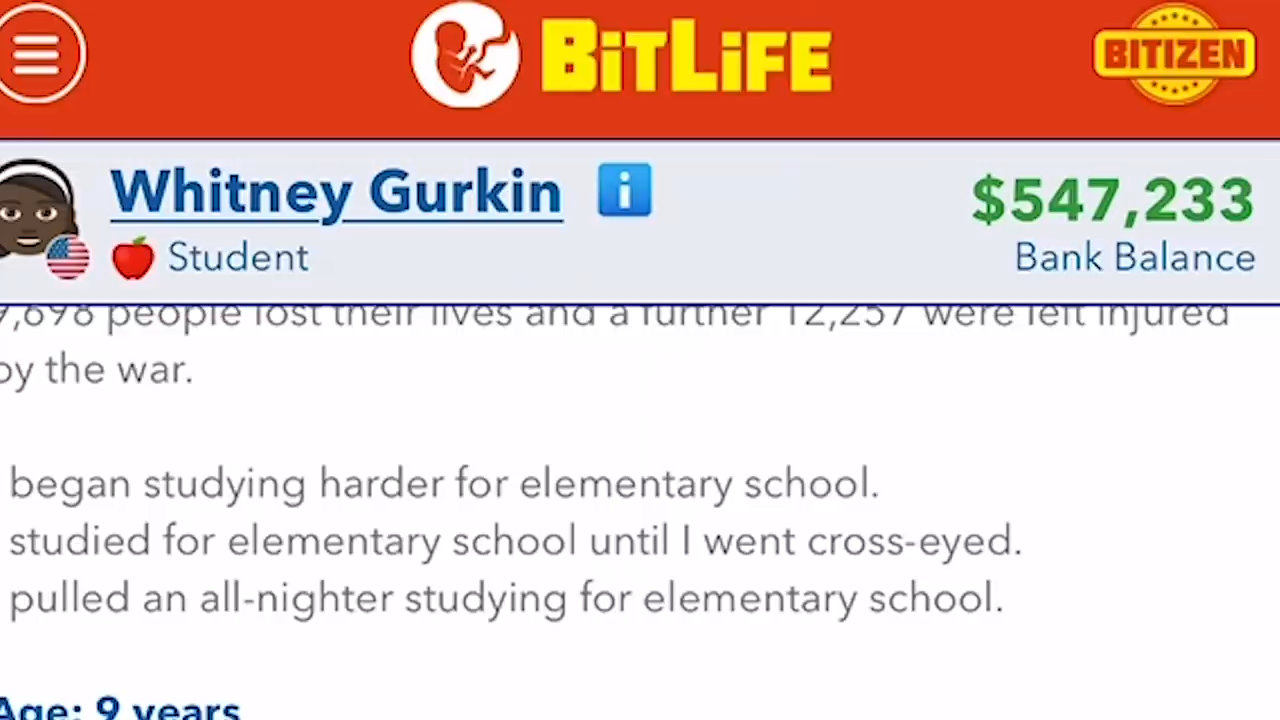 BiTLiFE
BITIZEN
Whitney Gurkin
$547,233
Student
Bank Balance
7,698 people lost their lives and a further 12,257 were left injured
by the war.
began studying harder for elementary school.
studied for elementary school until I went cross-eyed.
pulled an all-nighter studying for elementary school.
Age: 9 years